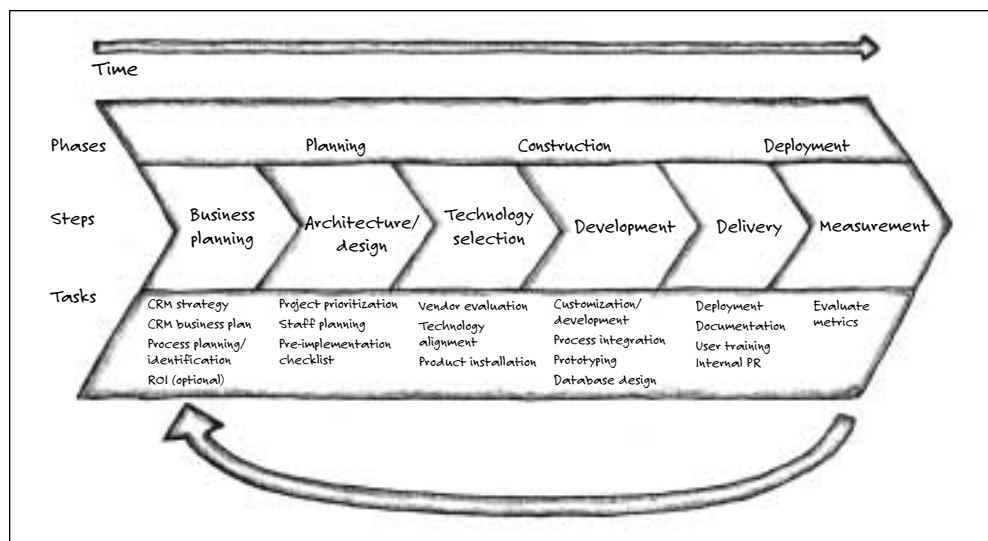 Time
Phases
Planning
Construction
Deployment
Steps
Business
planning
Architecture/
design
Technology
selection
Development
Delivery
Measurement
Tasks
CRM strategy
CRM business plan
Process planning/
identification
ROI (optional)
Project prioritization
Staff planning
Pre-implementation
checklist
Vendor evaluation
Technology
alignment
Product installation
Customization/
development
Process integration
Prototyping
Database design
Deployment
Documentation
User training
Internal PR
Evaluate
metrics